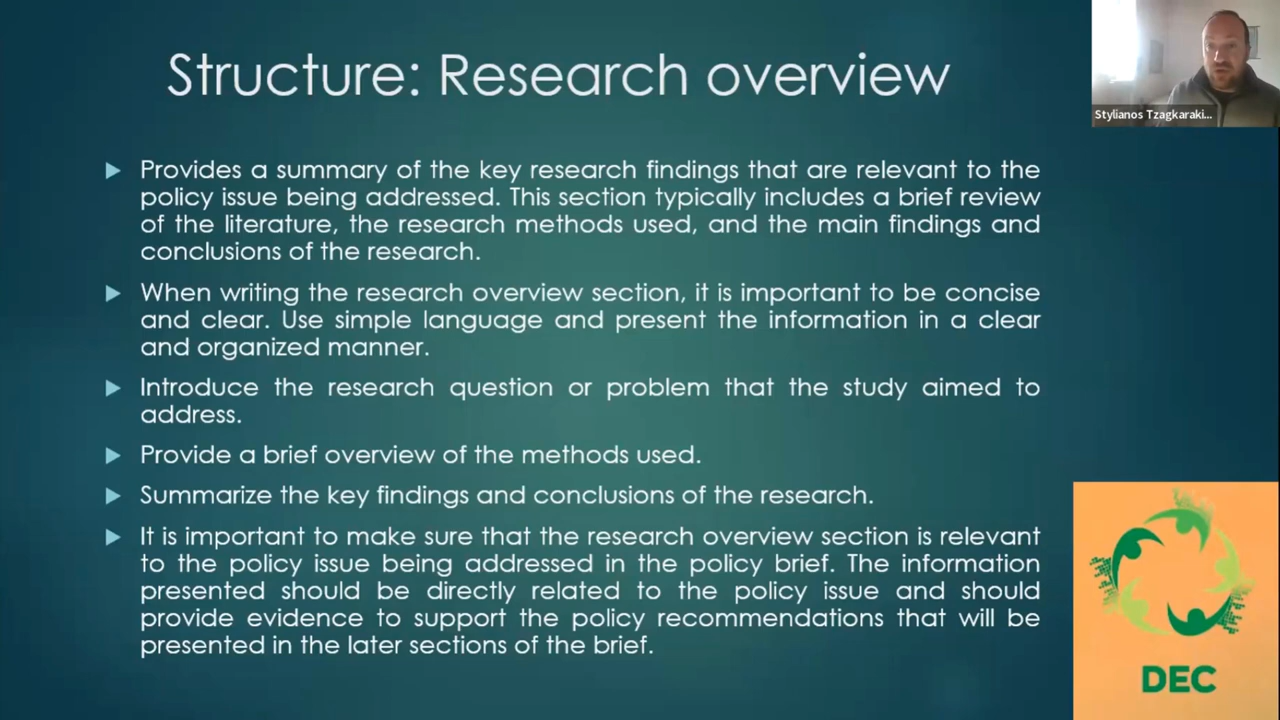 Structure: Research overview
Stylianos Tzagkaraki...
Provides a summary of the key research findings that are relevant to the
policy issue being addressed. This section typically includes a brief review
of the literature, the research methods used, and the main findings and
conclusions of the research.
When writing the research overview section, it is important to be concise
and clear. Use simple language and present the information in a clear
and organized manner.
Introduce the research question or problem that the study aimed to
address.
Provide a brief overview of the methods used.
Summarize the key findings and conclusions of the research.
It is important to make sure that the research overview section is relevant
to the policy issue being addressed in the policy brief. The information
presented should be directly related to the policy issue and should
provide evidence to support the policy recommendations that will be
presented in the later sections of the brief.
DEC